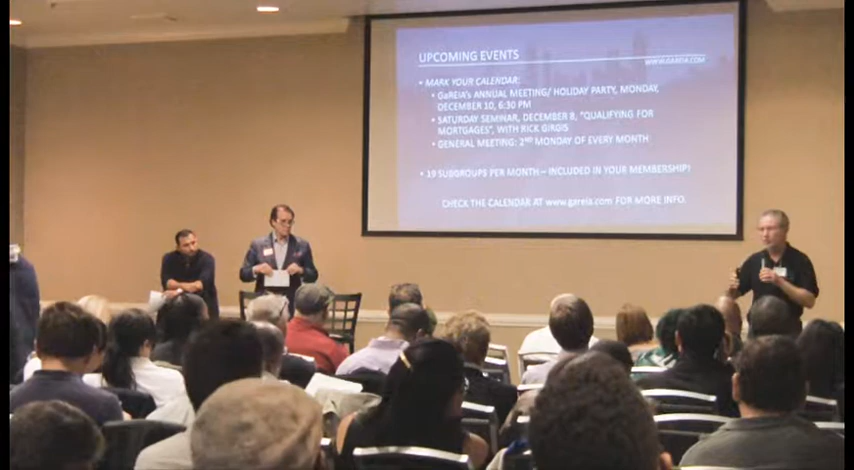 UPCOMING EVENTS
WWW.GAREIA.COM
• MARK YOUR CALENDAR:
• GaREIA's ANNUAL MEETING/ HOLIDAY PARTY, MONDAY,
DECEMBER 10, 6:30 PM
• SATURDAY SEMINAR, DECEMBER 8, "QUALIFYING FOR
MORTGAGES", WITH RICK GIRGIS
• GENERAL MEETING: 2ND MONDAY OF EVERY MONTH
• 19 SUBGROUPS PER MONTH – INCLUDED IN YOUR MEMBERSHIP!
CHECK THE CALENDAR AT www.gareia.com FOR MORE INFO.